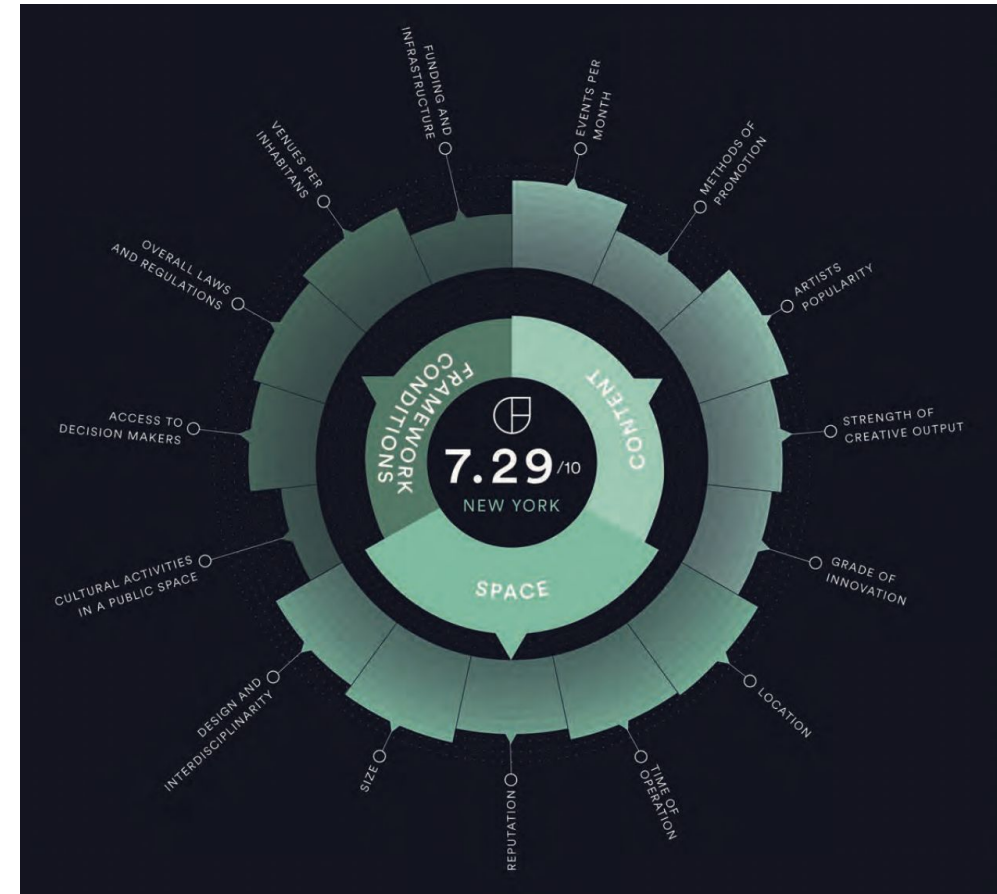 FUNDING AND
INFRASTRUCTURE
EVENTS PER
MONTH
METHODS OF
PROMOTION
ARTISTS
POPULARITY
STRENGTH OF
CREATIVE OUTPUT
GRADE OF
INNOVATION
LOCATION
TIME OF
OPERATION
REPUTATION
SIZE
DESIGN AND
INTERDISCIPLINARITY
CULTURAL ACTIVITIES
IN A PUBLIC SPACE
ACCESS TO
DECISION MAKERS
OVERALL LAWS
AND REGULATIONS
VENUES PER
INHABITANS
FRAMEWORK
CONDITIONS
CONTENT
SPACE
7.29/10
NEW YORK